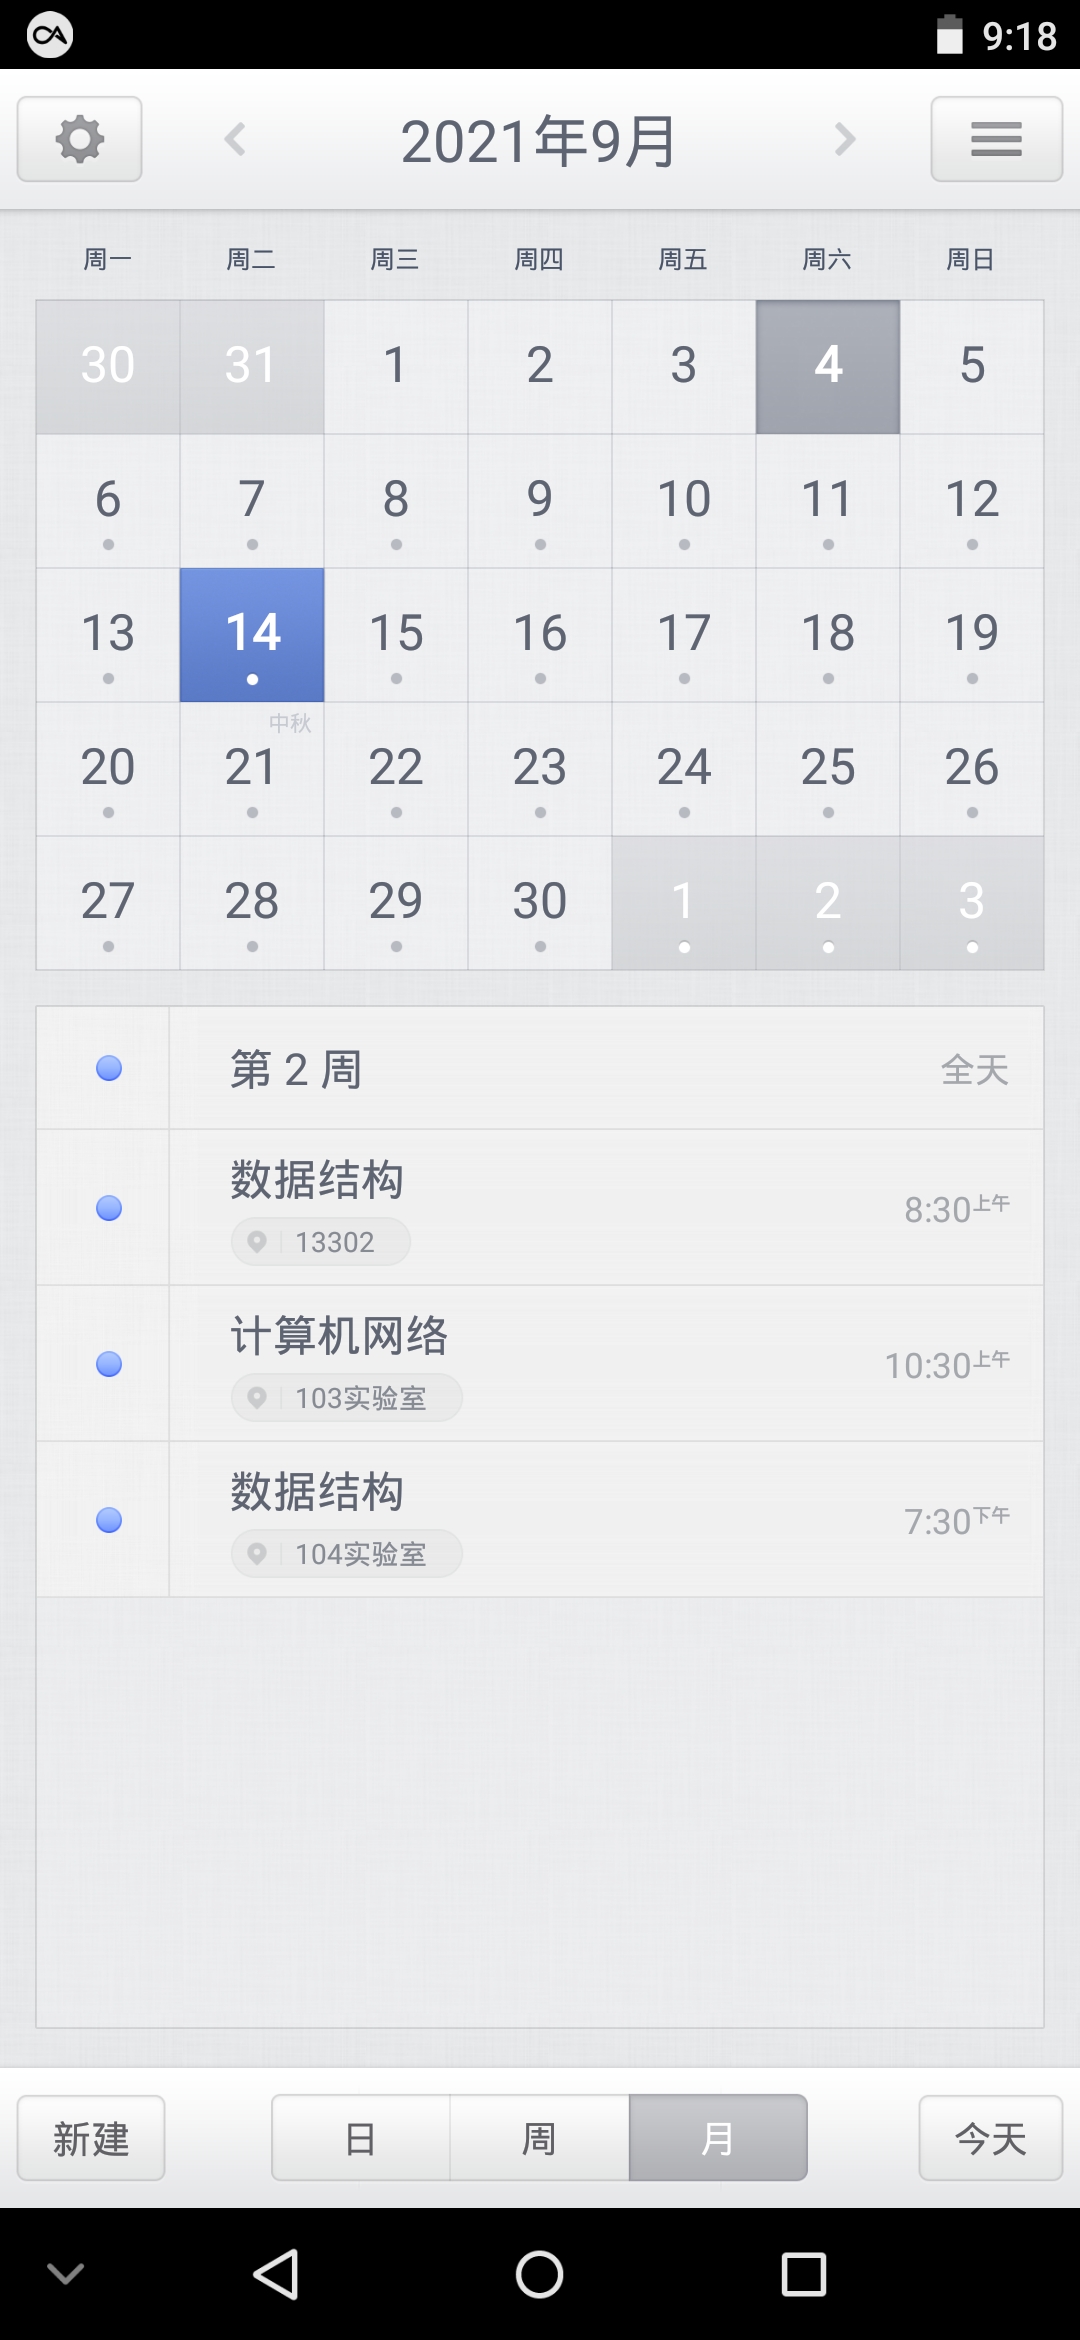 9:18
2021年9月
周一 周二 周三 周四 周五 周六 周日
30 31 1 2 3 4 5
6 7 8 9 10 11 12
13 14 15 16 17 18 19
中秋
20 21 22 23 24 25 26
27 28 29 30 1 2 3
第 2 周 全天
数据结构
8:30上午
13302
计算机网络
10:30上午
103实验室
数据结构
7:30下午
104实验室
新建 日 周 月 今天